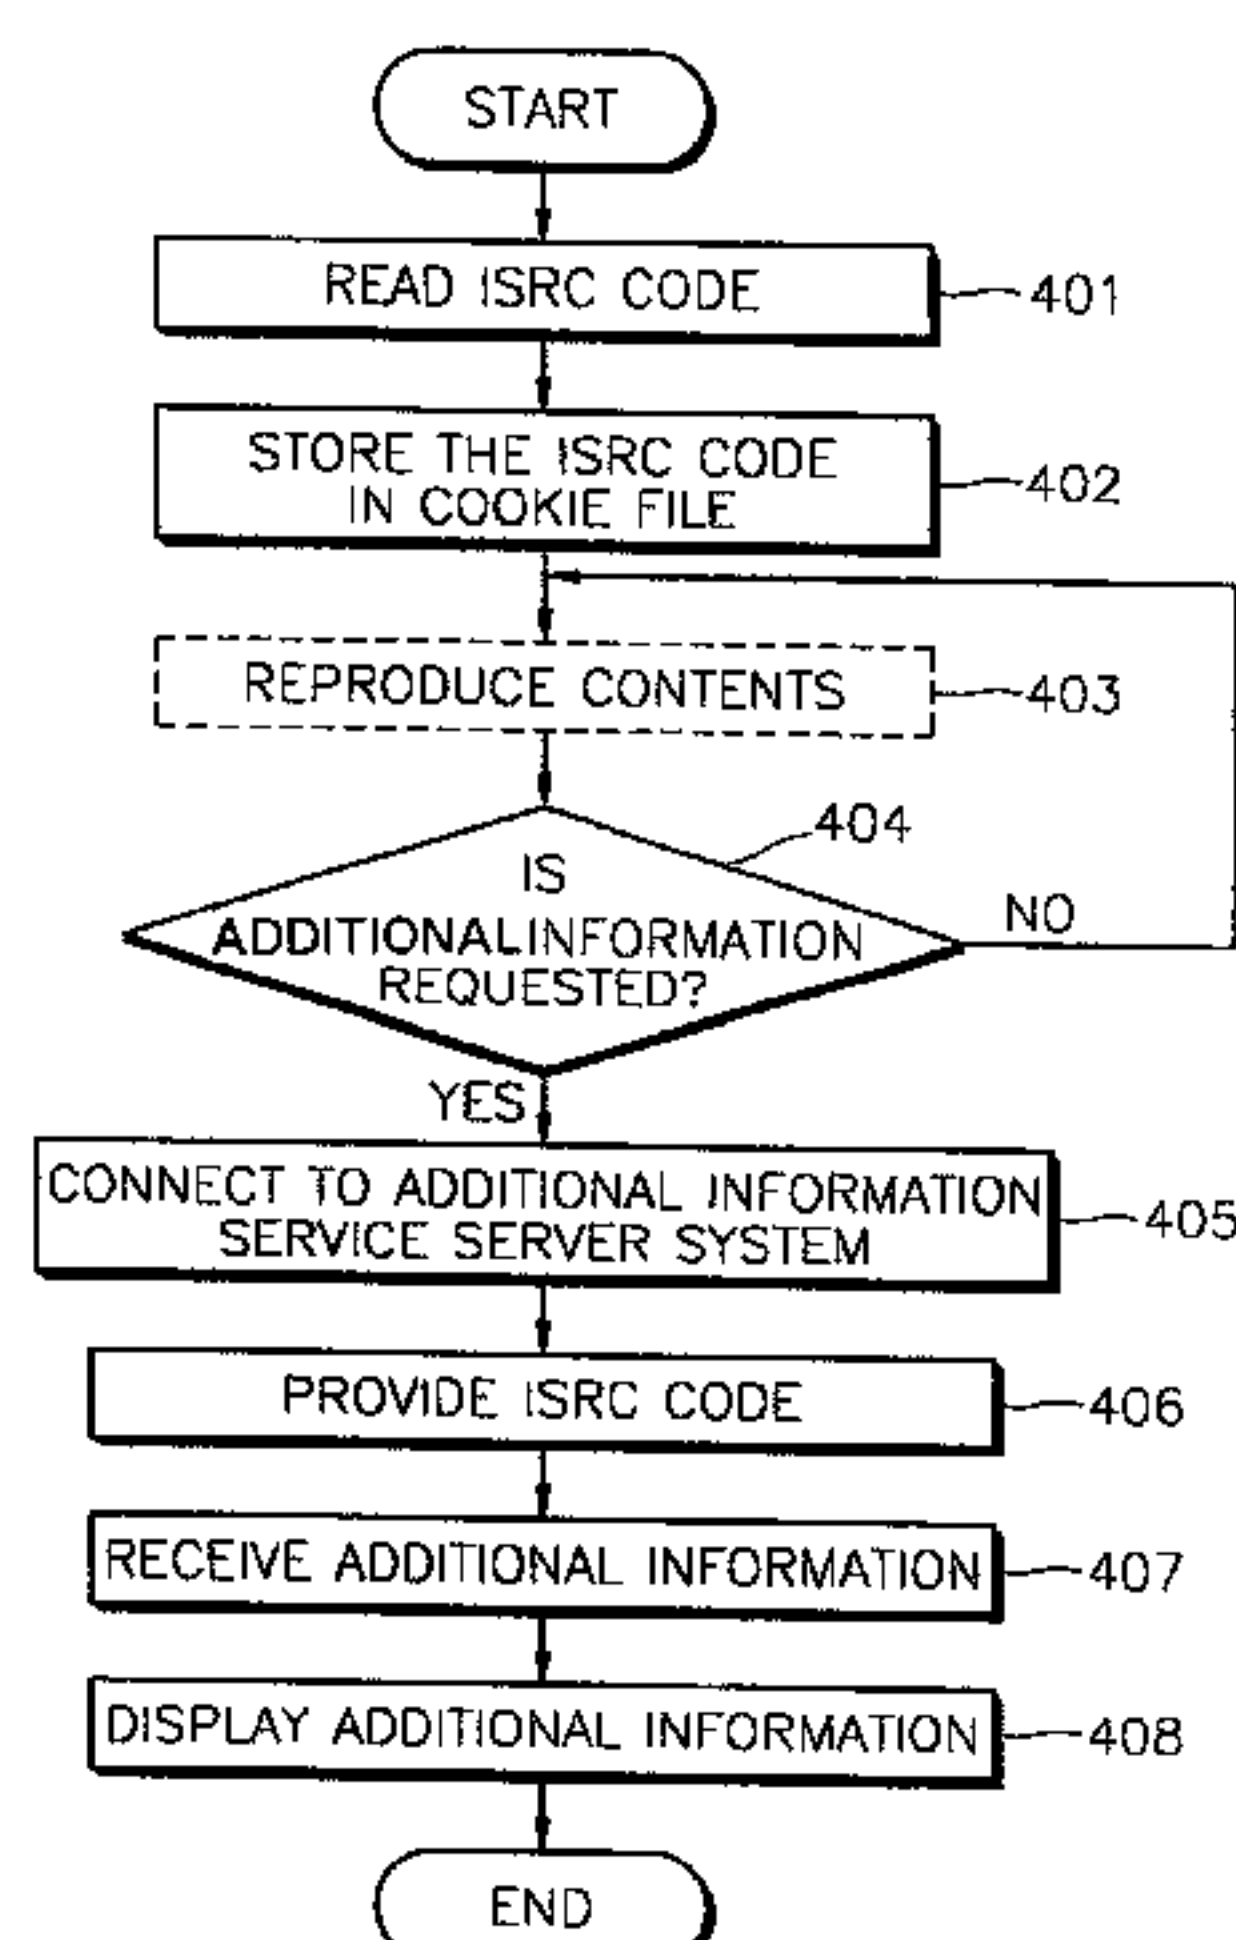 START
READ ISRC CODE
401
STORE THE ISRC CODE
IN COOKIE FILE
402
REPRODUCE CONTENTS
403
404
IS
ADDITIONAL INFORMATION
REQUESTED?
NO
YES
CONNECT TO ADDITIONAL INFORMATION
SERVICE SERVER SYSTEM
405
PROVIDE ISRC CODE
406
RECEIVE ADDITIONAL INFORMATION
407
DISPLAY ADDITIONAL INFORMATION
408
END